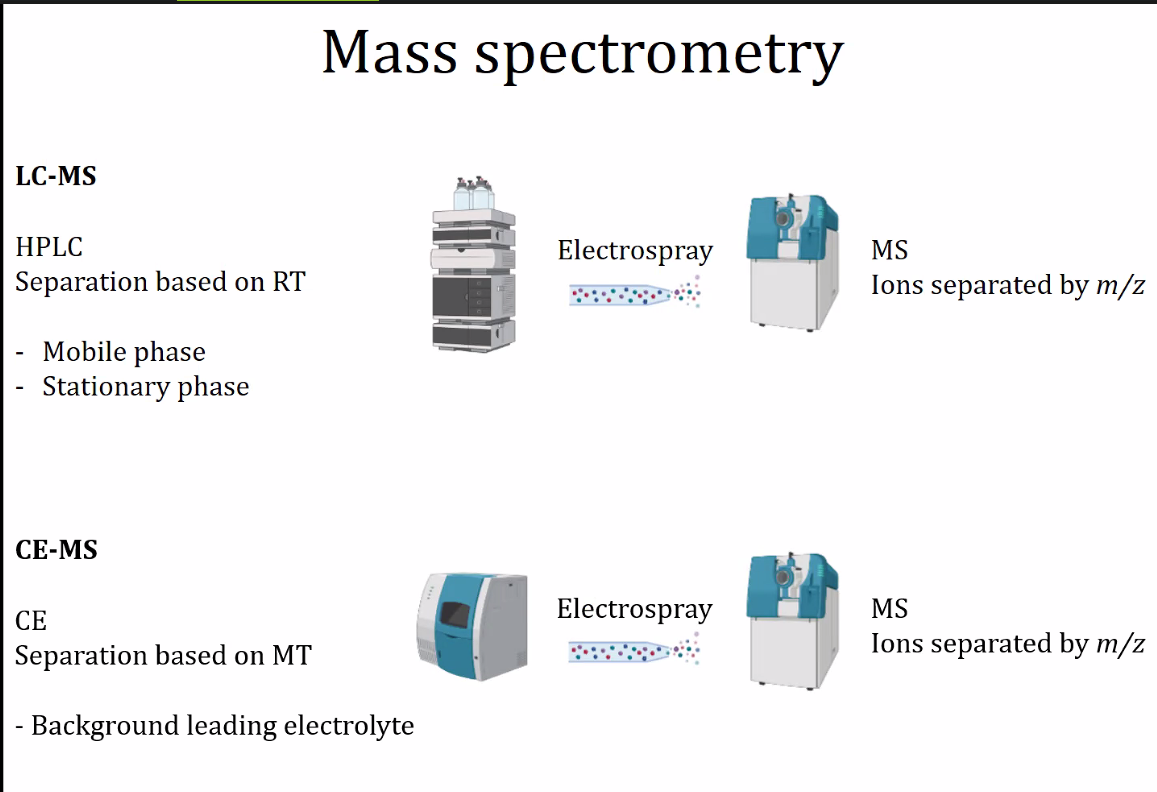 Mass spectrometry
LC-MS
HPLC
Separation based on RT
- Mobile phase
- Stationary phase
Electrospray
MS
Ions separated by m/z
CE-MS
CE
Separation based on MT
- Background leading electrolyte
Electrospray
MS
Ions separated by m/z